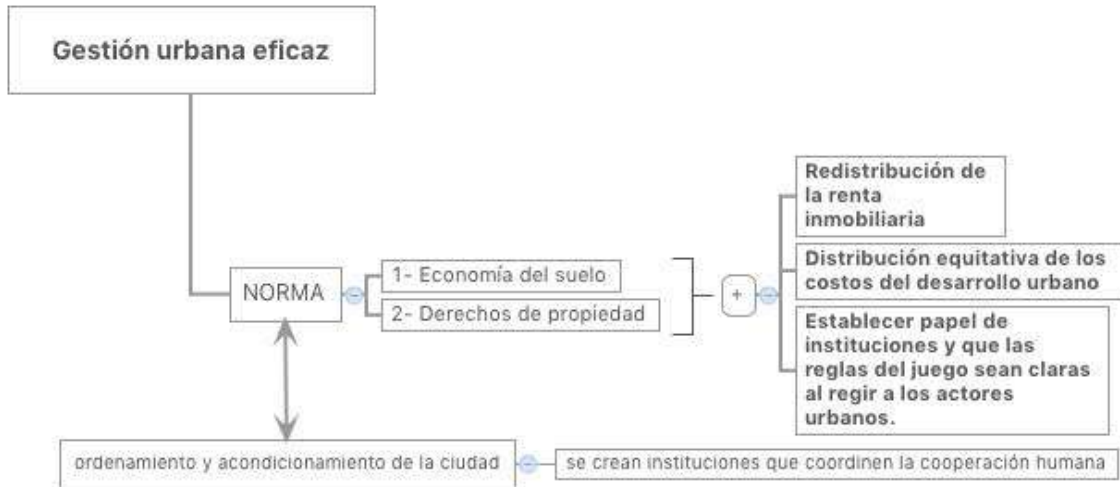 Gestión urbana eficaz
Redistribución de
la renta
inmobiliaria
1- Economía del suelo
Distribución equitativa de los
costos del desarrollo urbano
NORMA
+
2- Derechos de propiedad
Establecer papel de
instituciones y que las
reglas del juego sean claras
al regir a los actores
urbanos.
ordenamiento y acondicionamiento de la ciudad
se crean instituciones que coordinen la cooperación humana